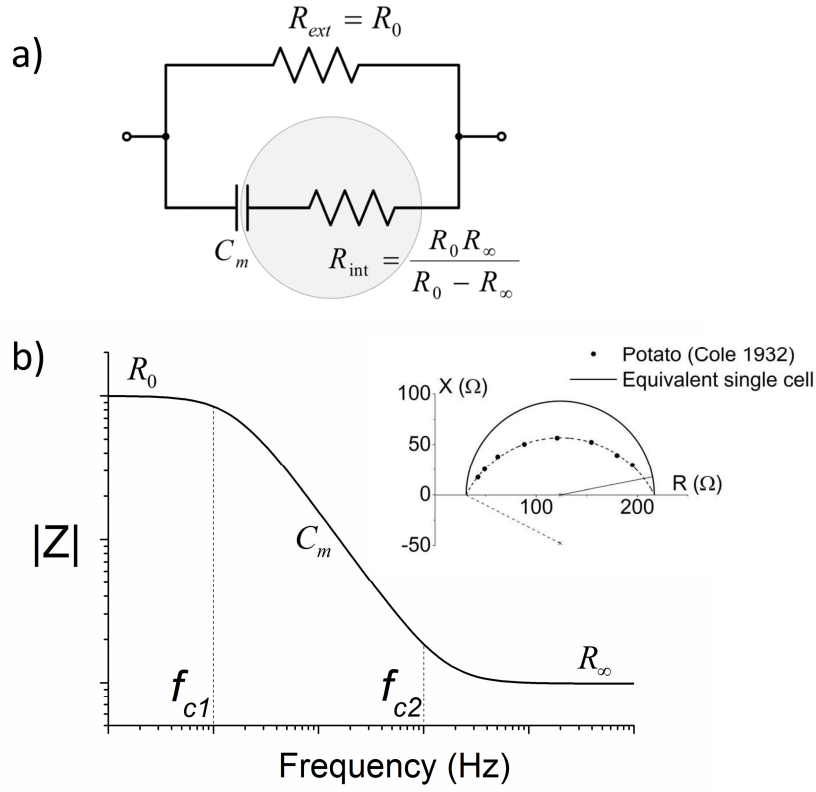 a)
R_ext = R_0
C_m
R_int = R_0 R_∞ / (R_0 − R_∞)
b)
R_0
|Z|
C_m
R_∞
f_c1
f_c2
Frequency (Hz)
Potato (Cole 1932)
Equivalent single cell
X (Ω)
100
50
0
-50
100
200
R (Ω)